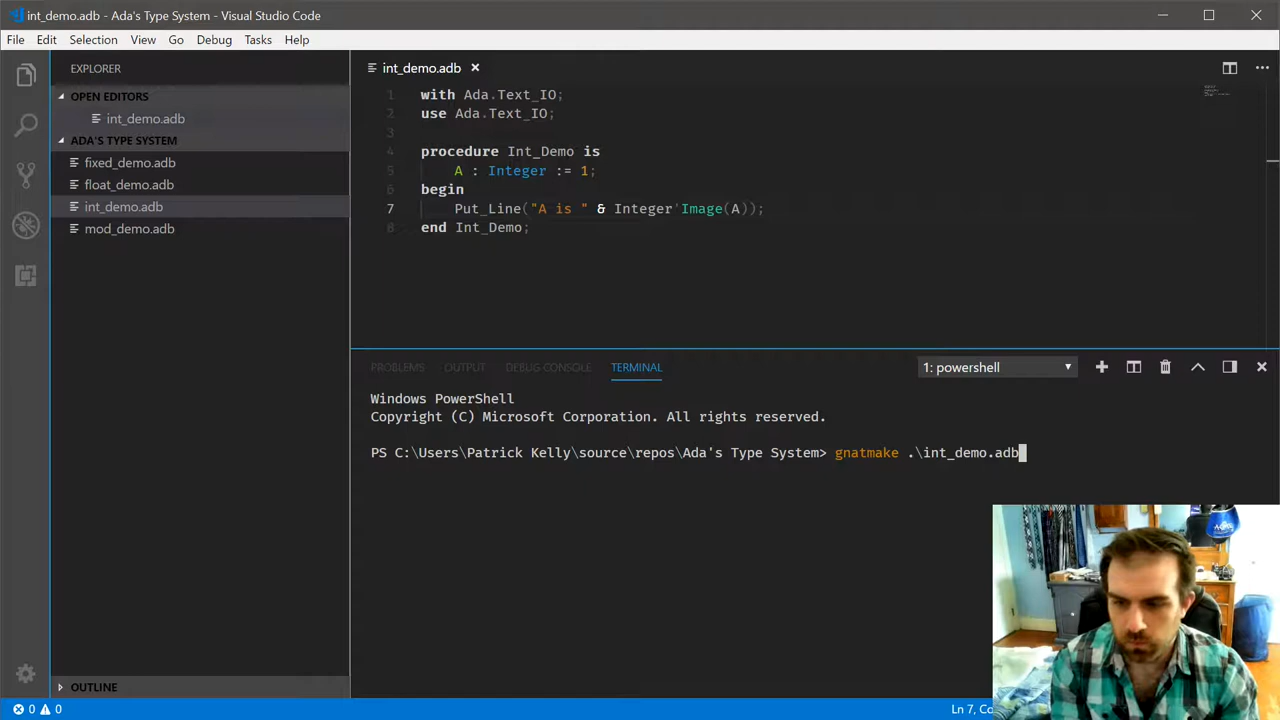 int_demo.adb - Ada's Type System - Visual Studio Code
File Edit Selection View Go Debug Tasks Help
EXPLORER
OPEN EDITORS
int_demo.adb
ADA'S TYPE SYSTEM
fixed_demo.adb
float_demo.adb
int_demo.adb
mod_demo.adb
OUTLINE
int_demo.adb
1 with Ada.Text_IO;
2 use Ada.Text_IO;
3
4 procedure Int_Demo is
5 A : Integer := 1;
6 begin
7 Put_Line("A is " & Integer'Image(A));
8 end Int_Demo;
PROBLEMS OUTPUT DEBUG CONSOLE TERMINAL 1: powershell
Windows PowerShell
Copyright (C) Microsoft Corporation. All rights reserved.
PS C:\Users\Patrick Kelly\source\repos\Ada's Type System> gnatmake .\int_demo.adb
0 0 Ln 7,